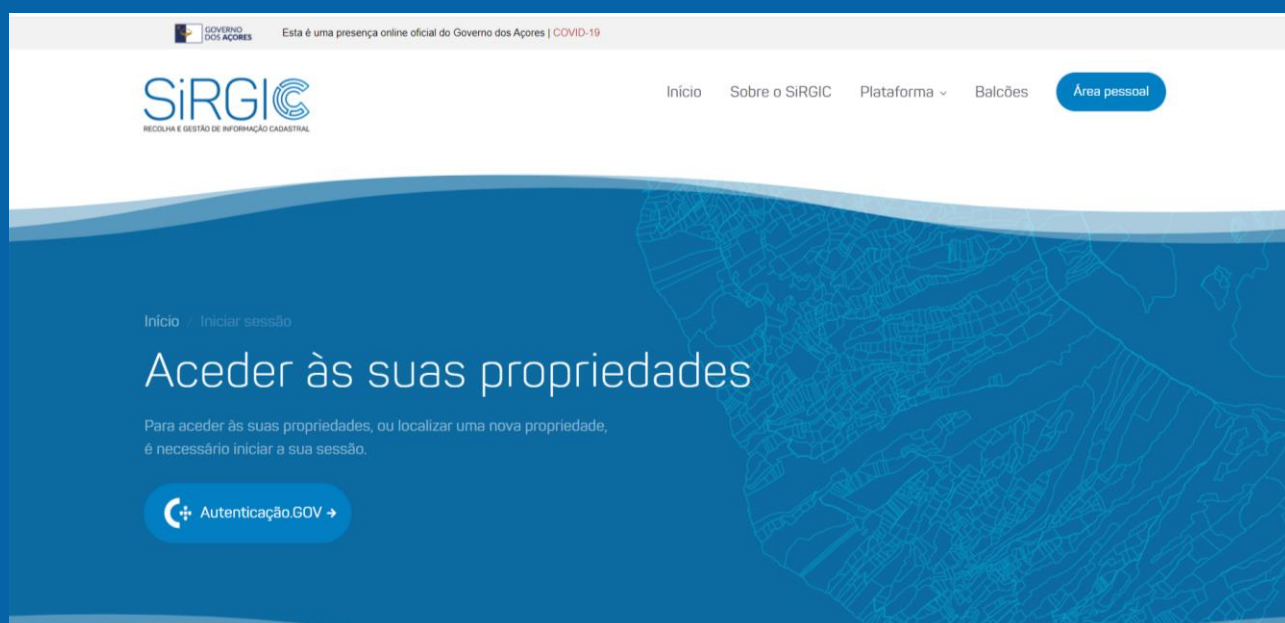 GOVERNO
DOS AÇORES
Esta é uma presença online oficial do Governo dos Açores | COVID-19
SiRGIC
RECOLHA E GESTÃO DE INFORMAÇÃO CADASTRAL
Início Sobre o SiRGIC Plataforma Balcões Área pessoal
Início / Iniciar sessão
Aceder às suas propriedades
Para aceder às suas propriedades, ou localizar uma nova propriedade,
é necessário iniciar a sua sessão.
Autenticação.GOV →